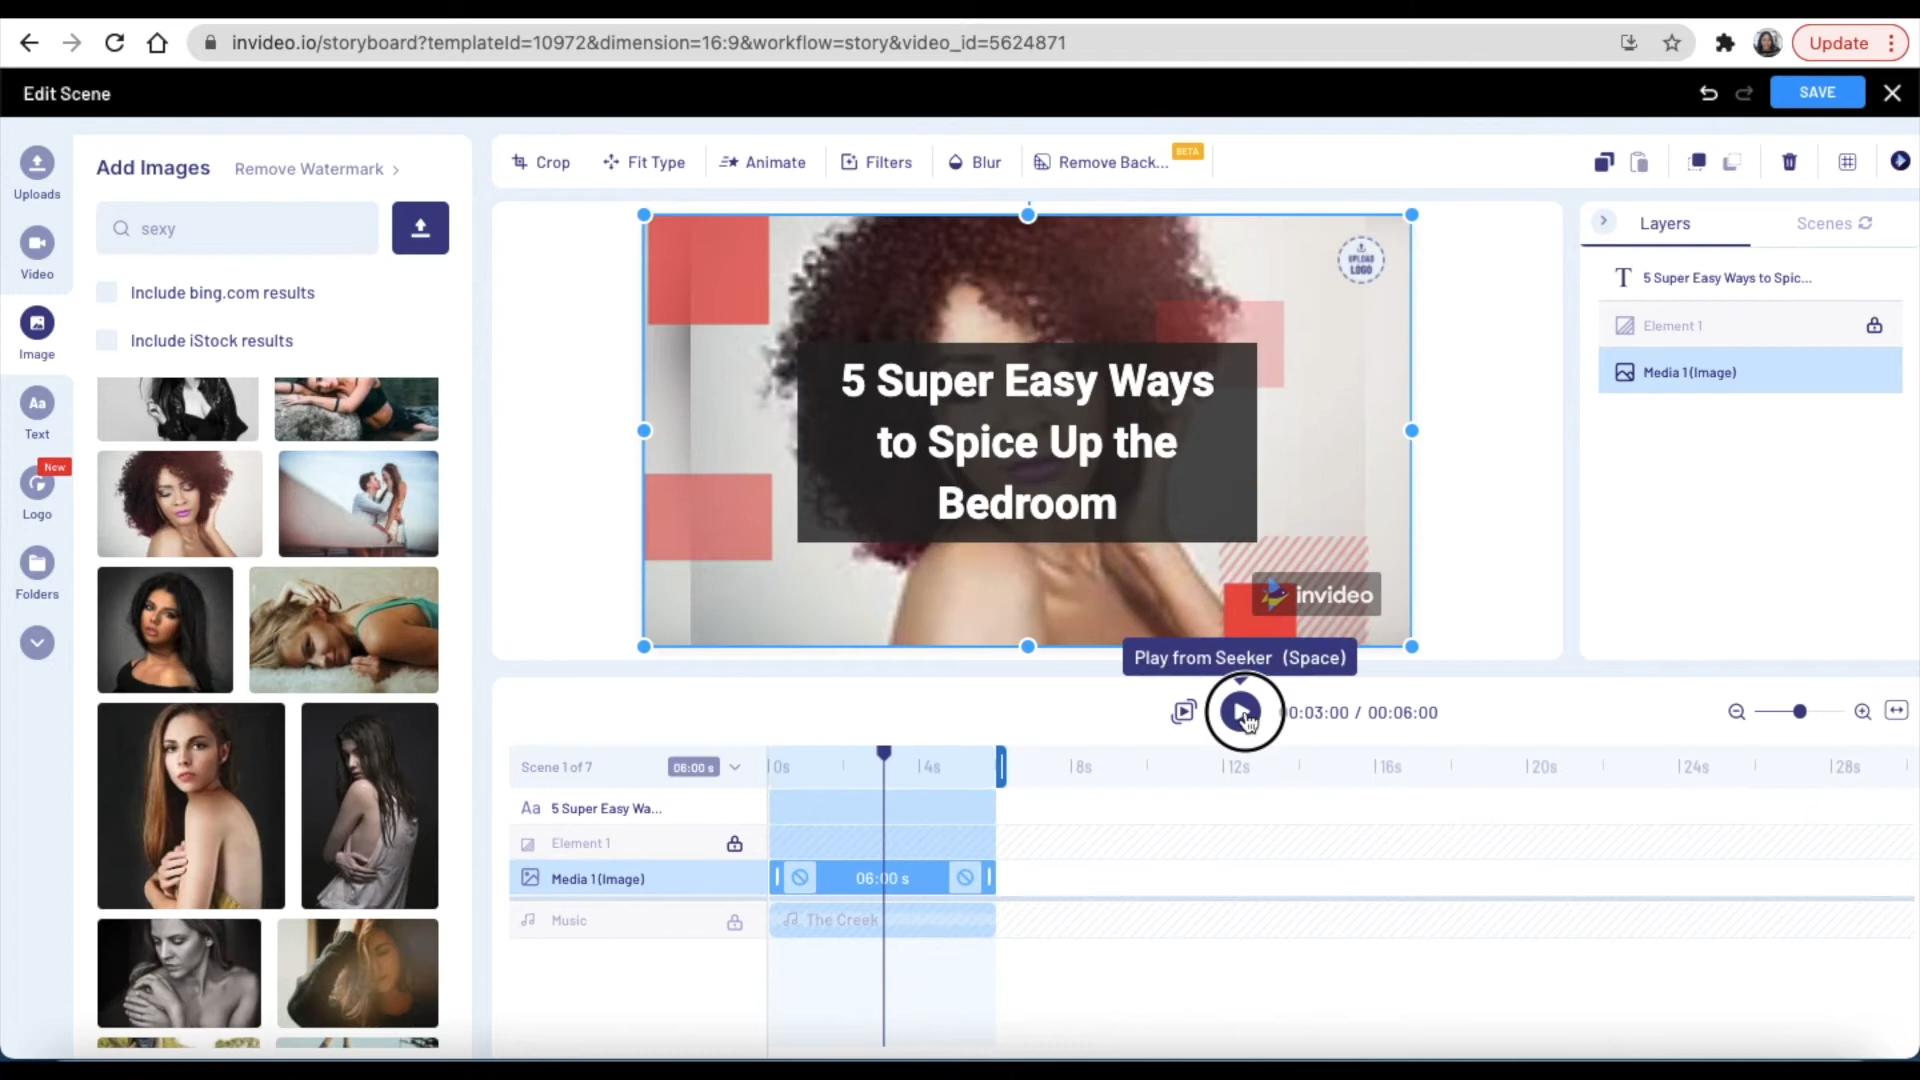 invideo.io/storyboard?templateId=10972&dimension=16:9&workflow=story&video_id=5624871
Update
Edit Scene
SAVE
Uploads
Video
Image
Aa
Text
New
Logo
Folders
Add Images
Remove Watermark >
sexy
Include bing.com results
Include iStock results
Crop
Fit Type
Animate
Filters
Blur
Remove Back...
BETA
UPLOAD
LOGO
5 Super Easy Ways
to Spice Up the
Bedroom
invideo
Layers
Scenes
T 5 Super Easy Ways to Spic...
Element 1
Media 1(Image)
Play from Seeker (Space)
0:03:00 / 00:06:00
Scene 1 of 7
06:00 s
0s
4s
8s
12s
16s
20s
24s
28s
Aa 5 Super Easy Wa...
Element 1
Media 1(Image)
06:00 s
Music
The Creek